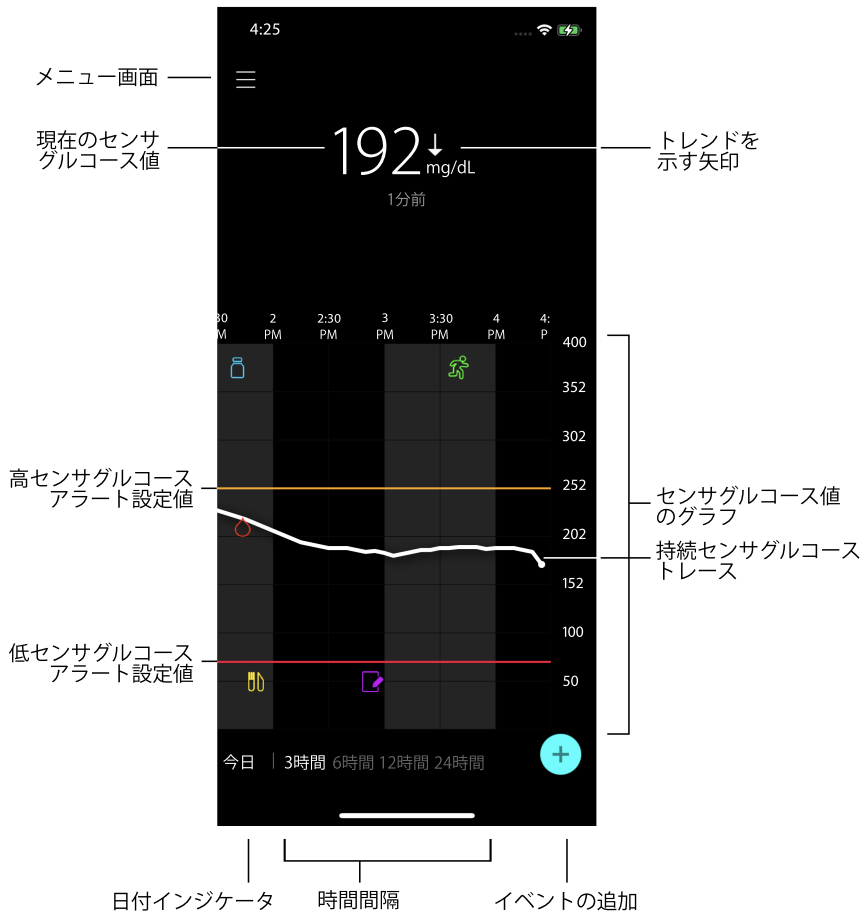 4:25
メニュー画面
現在のセンサ
グルコース値
192
mg/dL
1分前
トレンドを
示す矢印
30 2 2:30 3 3:30 4 4:
M PM PM PM PM PM P
400
352
302
252
202
152
100
50
高センサグルコース
アラート設定値
低センサグルコース
アラート設定値
センサグルコース値
のグラフ
持続センサグルコース
トレース
今日 3時間 6時間 12時間 24時間
日付インジケータ
時間間隔
イベントの追加